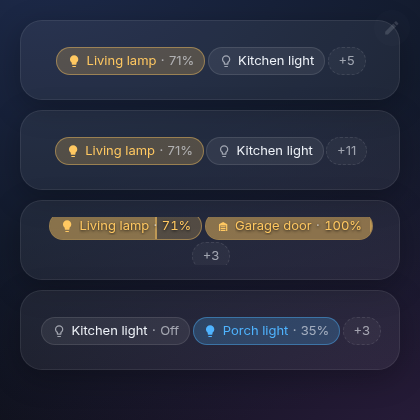 Living lamp · 71% Kitchen light +5
Living lamp · 71% Kitchen light +11
Living lamp · 71% Garage door · 100%
+3
Kitchen light · Off Porch light · 35% +3